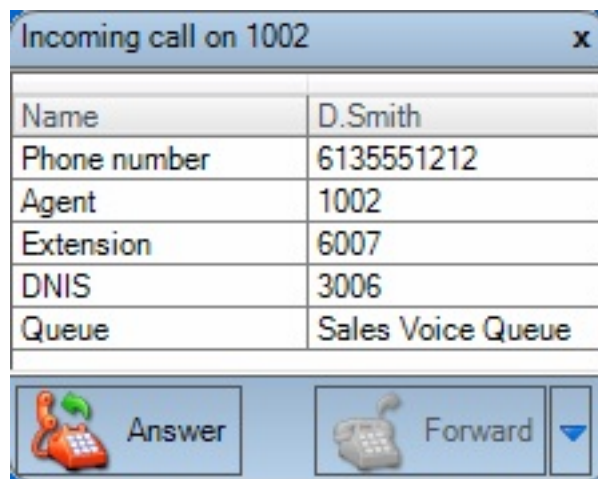 Incoming call on 1002 x
Name D.Smith
Phone number 6135551212
Agent 1002
Extension 6007
DNIS 3006
Queue Sales Voice Queue
Answer Forward